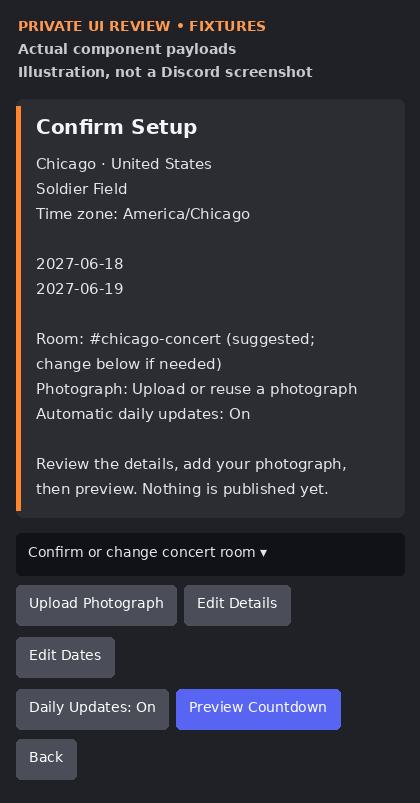 PRIVATE UI REVIEW • FIXTURES
Actual component payloads
Illustration, not a Discord screenshot
Confirm Setup
Chicago · United States
Soldier Field
Time zone: America/Chicago
2027-06-18
2027-06-19
Room: #chicago-concert (suggested;
change below if needed)
Photograph: Upload or reuse a photograph
Automatic daily updates: On
Review the details, add your photograph,
then preview. Nothing is published yet.
Confirm or change concert room ▾
Upload Photograph
Edit Details
Edit Dates
Daily Updates: On
Preview Countdown
Back